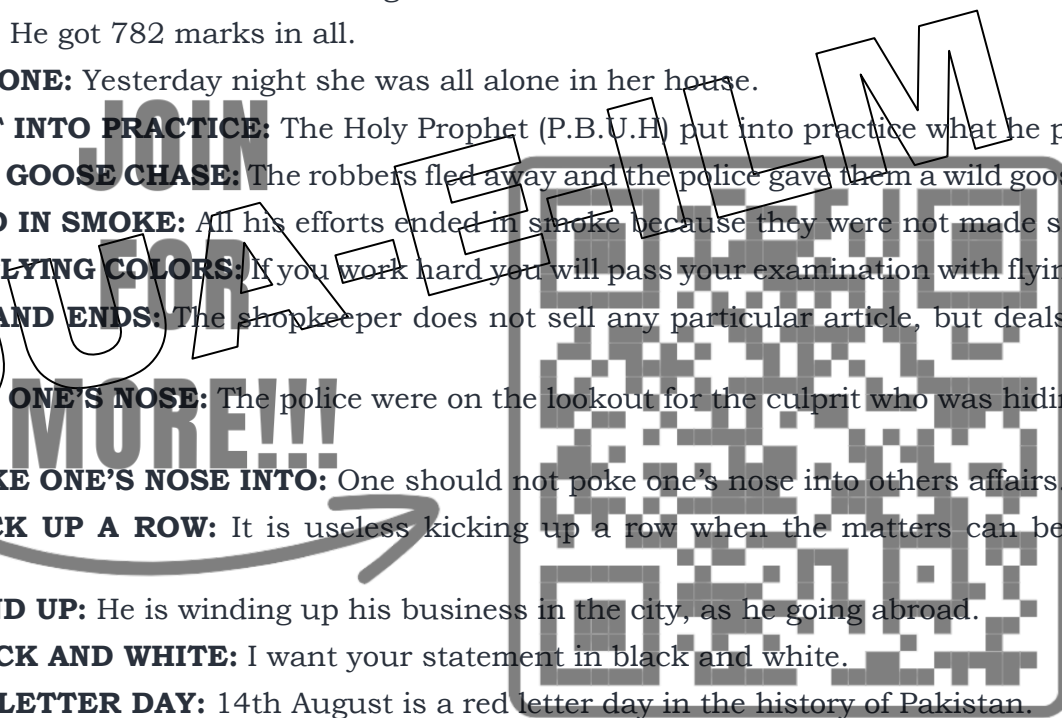 He got 782 marks in all.
ONE: Yesterday night she was all alone in her house.
INTO PRACTICE: The Holy Prophet (P.B.U.H) put into practice what he p
GOOSE CHASE: The robbers fled away and the police gave them a wild goos
IN SMOKE: All his efforts ended in smoke because they were not made s
LYING COLORS: If you work hard you will pass your examination with flyin
AND ENDS: The shopkeeper does not sell any particular article, but deals
ONE'S NOSE: The police were on the lookout for the culprit who was hidin
KE ONE'S NOSE INTO: One should not poke one's nose into others affairs.
CK UP A ROW: It is useless kicking up a row when the matters can be
ND UP: He is winding up his business in the city, as he going abroad.
CK AND WHITE: I want your statement in black and white.
LETTER DAY: 14th August is a red letter day in the history of Pakistan.
JOIN
FOR
MORE!!!
UA-E-ILM